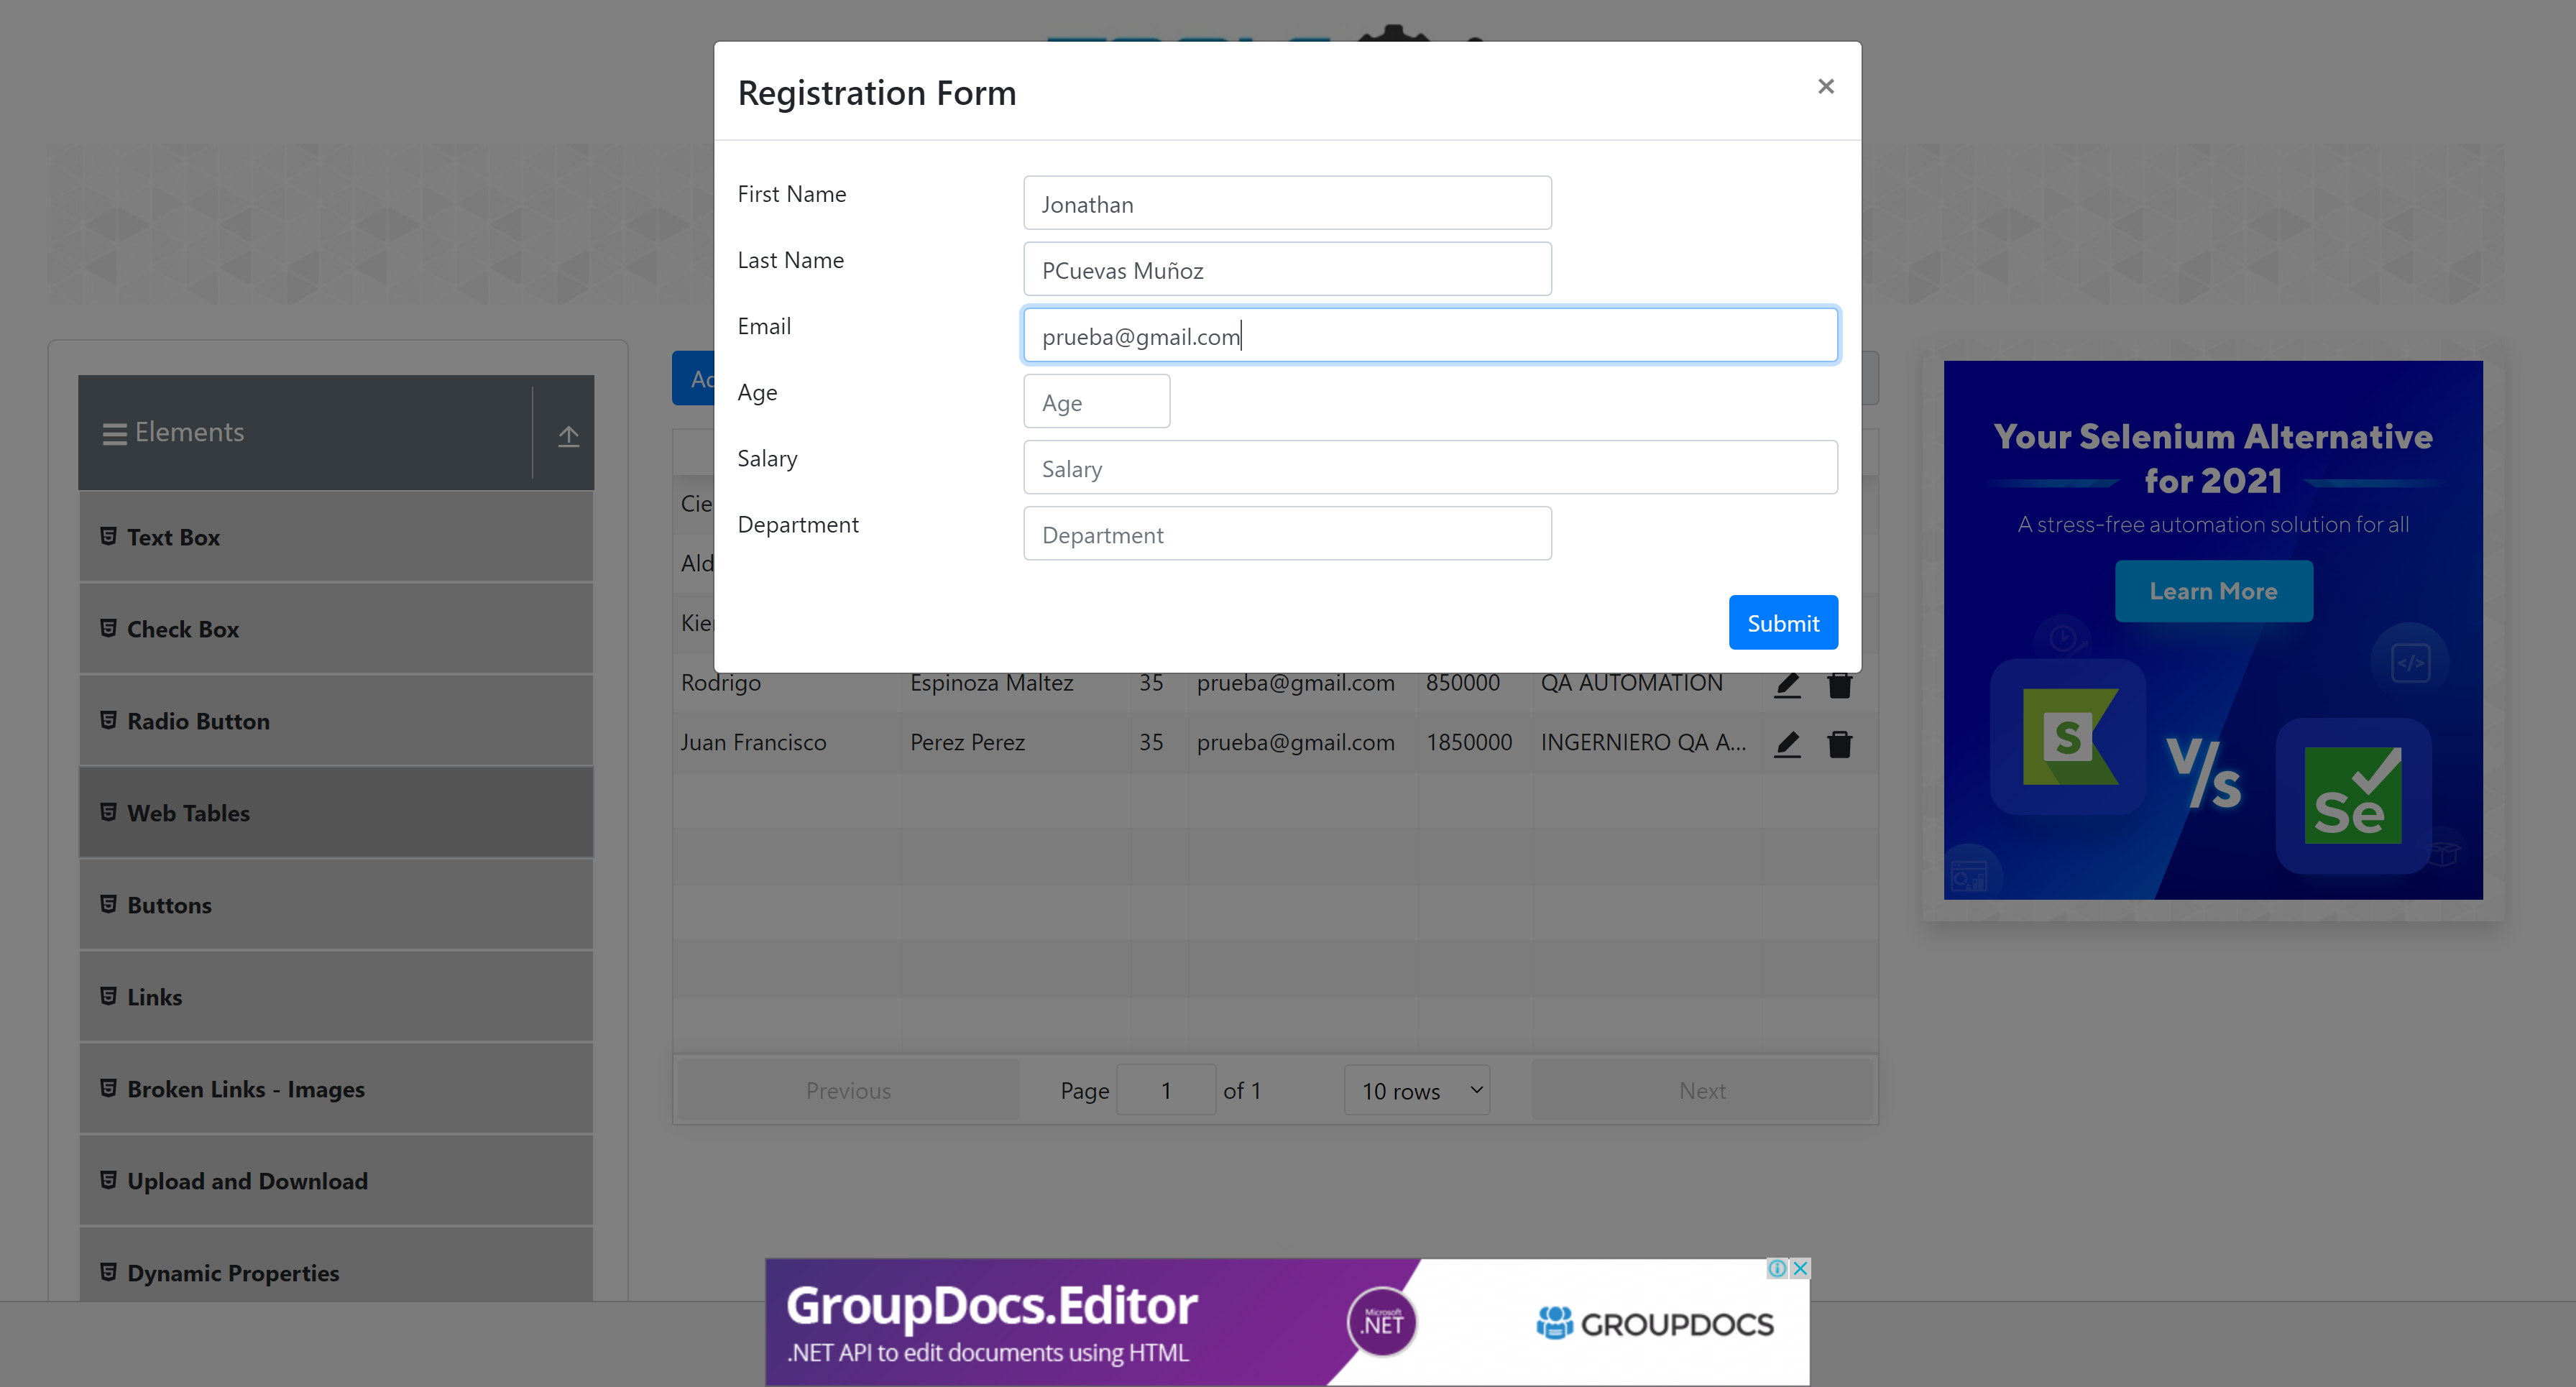 Registration Form
×
First Name
Jonathan
Last Name
PCuevas Muñoz
Email
prueba@gmail.com
Age
Age
Salary
Salary
Department
Department
Submit
Elements
Text Box
Check Box
Radio Button
Web Tables
Buttons
Links
Broken Links - Images
Upload and Download
Dynamic Properties
Rodrigo Espinoza Maltez 35 prueba@gmail.com 850000 QA AUTOMATION
Juan Francisco Perez Perez 35 prueba@gmail.com 1850000 INGERNIERO QA A...
Previous Page 1 of 1 10 rows Next
Your Selenium Alternative
for 2021
A stress-free automation solution for all
Learn More
S
V/s
Se
GroupDocs.Editor
.NET API to edit documents using HTML
Microsoft
.NET
GROUPDOCS